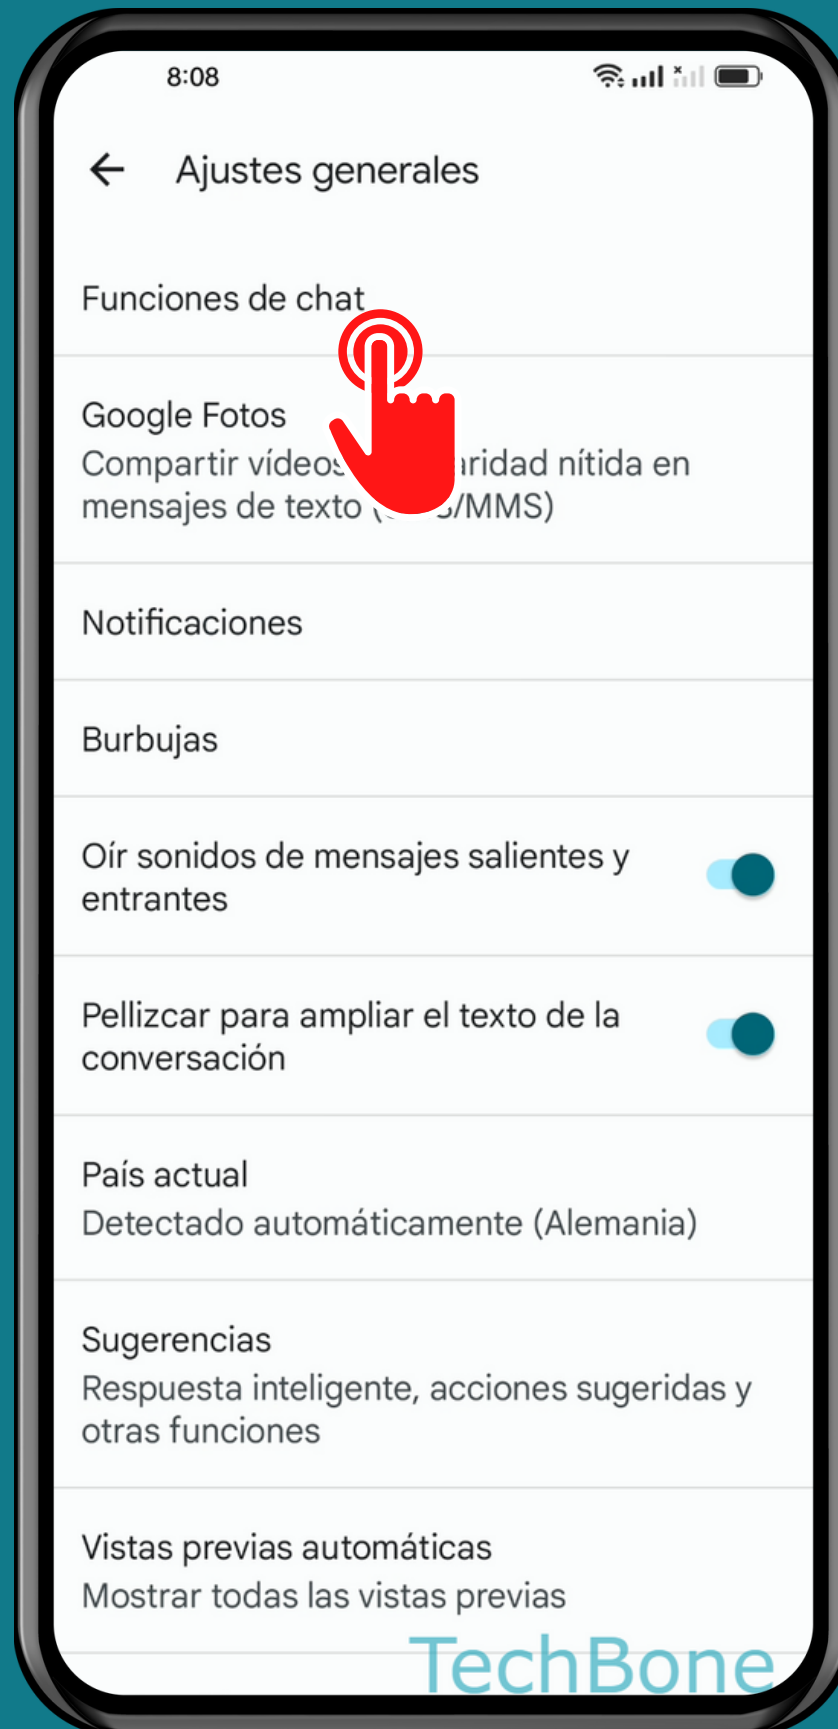 8:08
Ajustes generales
Funciones de chat
Google Fotos
Compartir vídeos aridad nítida en
mensajes de texto ( /MMS)
Notificaciones
Burbujas
Oír sonidos de mensajes salientes y
entrantes
Pellizcar para ampliar el texto de la
conversación
País actual
Detectado automáticamente (Alemania)
Sugerencias
Respuesta inteligente, acciones sugeridas y
otras funciones
Vistas previas automáticas
Mostrar todas las vistas previas
TechBone